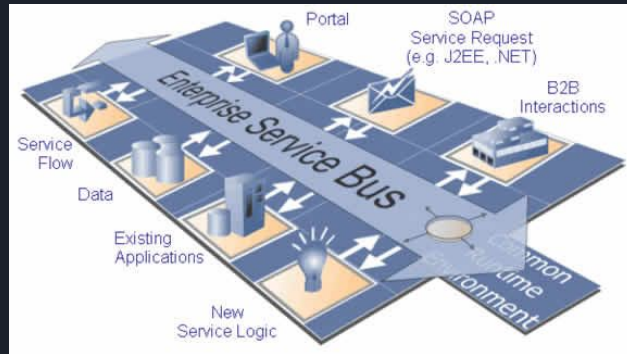 Portal
SOAP
Service Request
(e.g. J2EE, .NET)
B2B
Interactions
Enterprise Service Bus
Service
Flow
Data
Existing
Applications
New
Service Logic
Common
Runtime
Environment